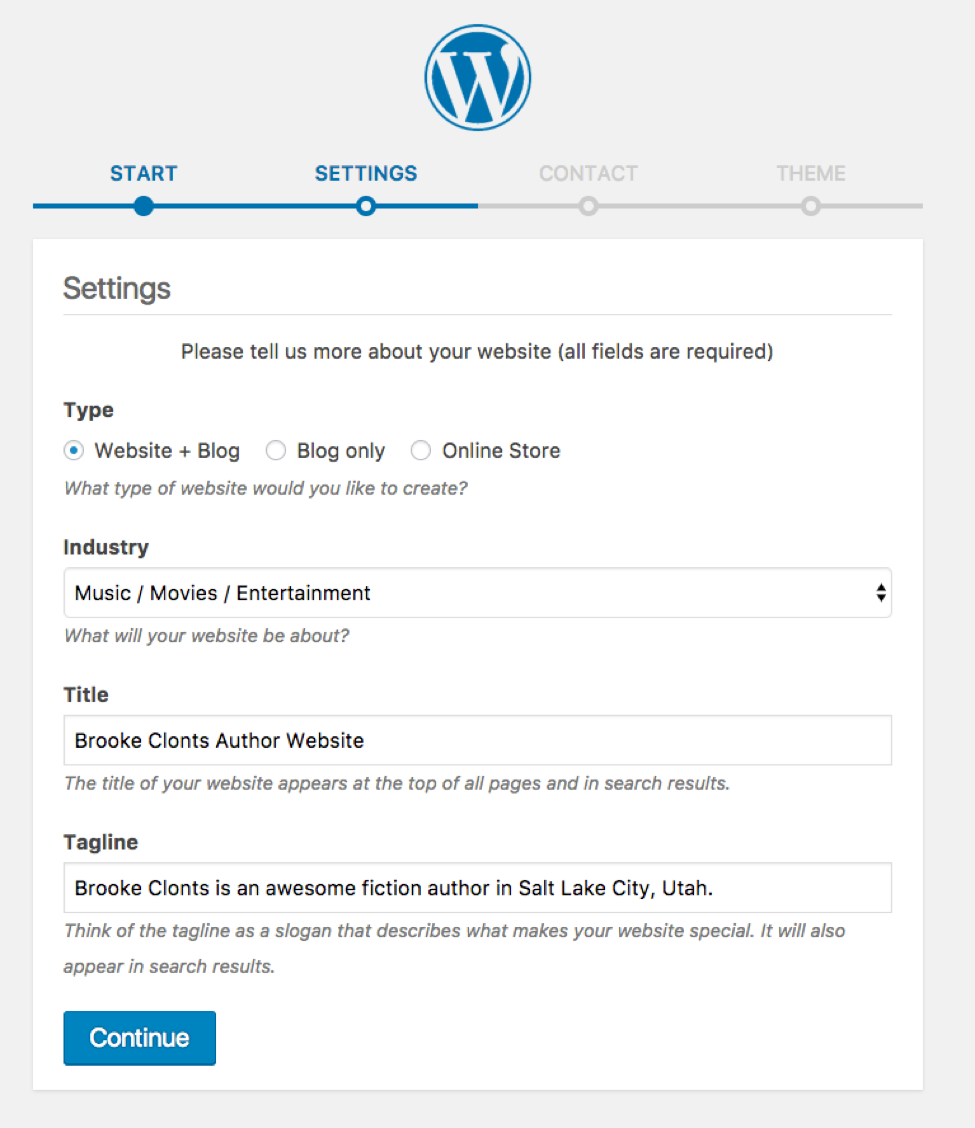 START SETTINGS CONTACT THEME
Settings
Please tell us more about your website (all fields are required)
Type
Website + Blog Blog only Online Store
What type of website would you like to create?
Industry
Music / Movies / Entertainment
What will your website be about?
Title
Brooke Clonts Author Website
The title of your website appears at the top of all pages and in search results.
Tagline
Brooke Clonts is an awesome fiction author in Salt Lake City, Utah.
Think of the tagline as a slogan that describes what makes your website special. It will also
appear in search results.
Continue